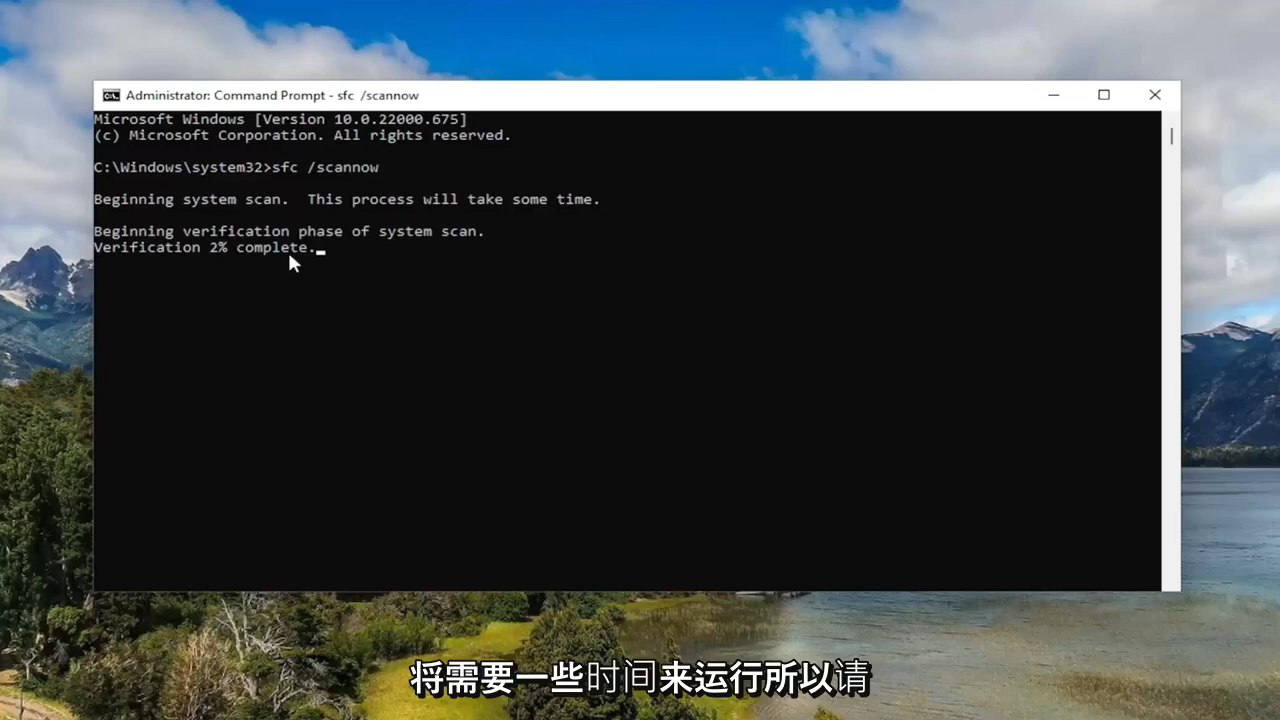 Administrator: Command Prompt - sfc /scannow
Microsoft Windows [Version 10.0.22000.675]
(c) Microsoft Corporation. All rights reserved.
C:\Windows\system32>sfc /scannow
Beginning system scan.  This process will take some time.
Beginning verification phase of system scan.
Verification 2% complete.
将需要一些时间来运行所以请